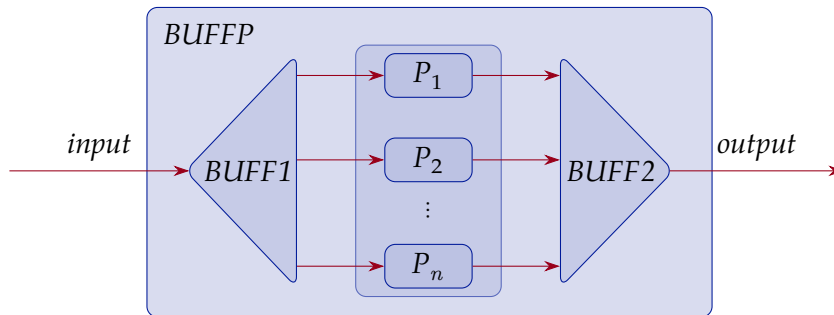 BUFFP
input
BUFF1
P1
P2
⋮
Pn
BUFF2
output